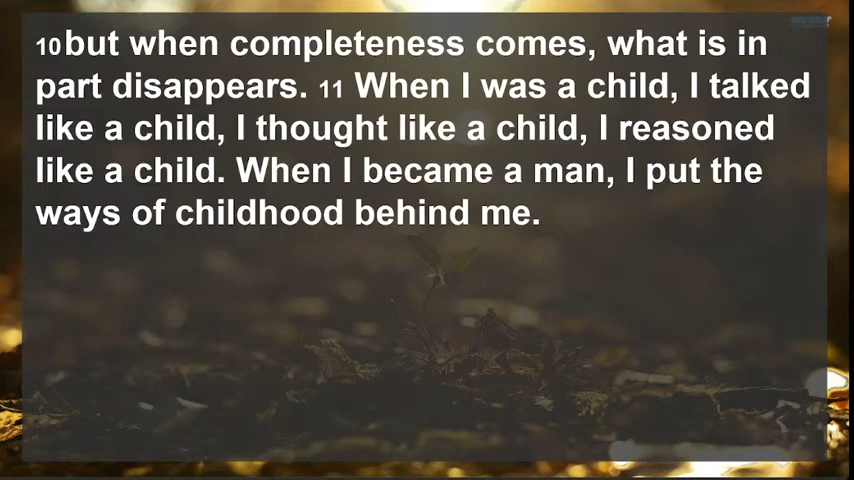 10but when completeness comes, what is in
part disappears. 11 When I was a child, I talked
like a child, I thought like a child, I reasoned
like a child. When I became a man, I put the
ways of childhood behind me.